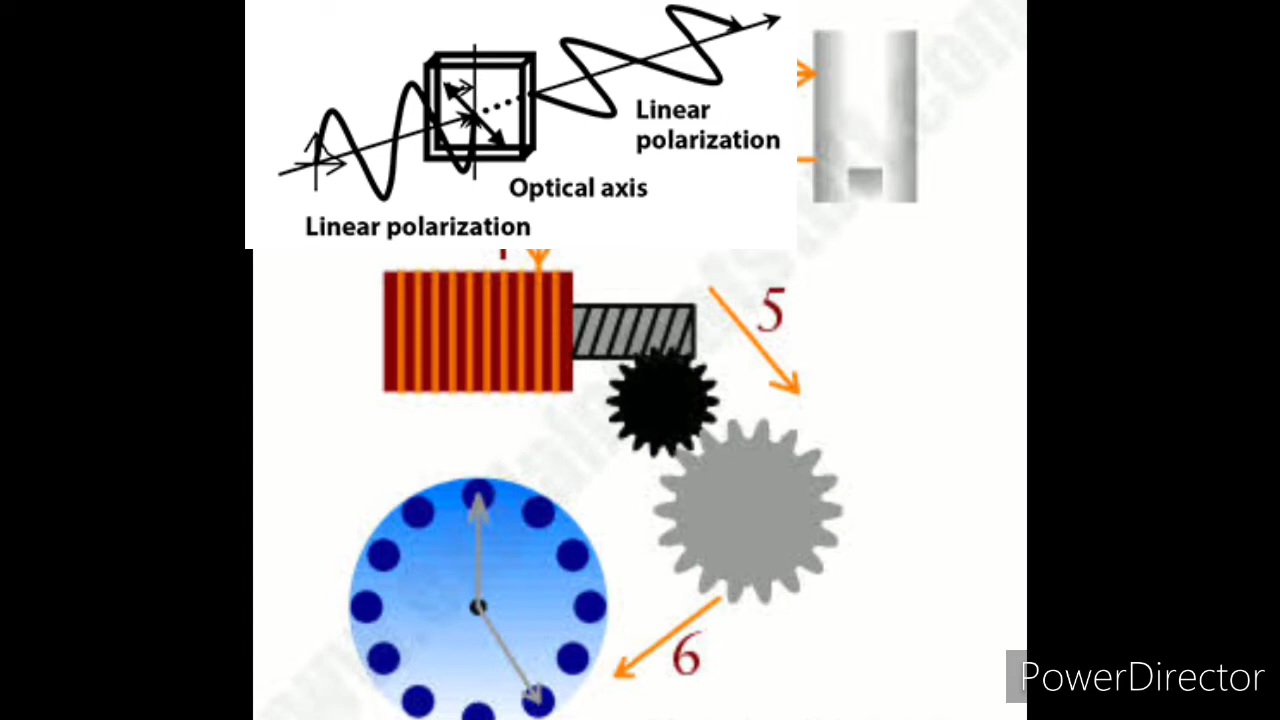 Linear
polarization
Optical axis
Linear polarization
5
6
PowerDirector